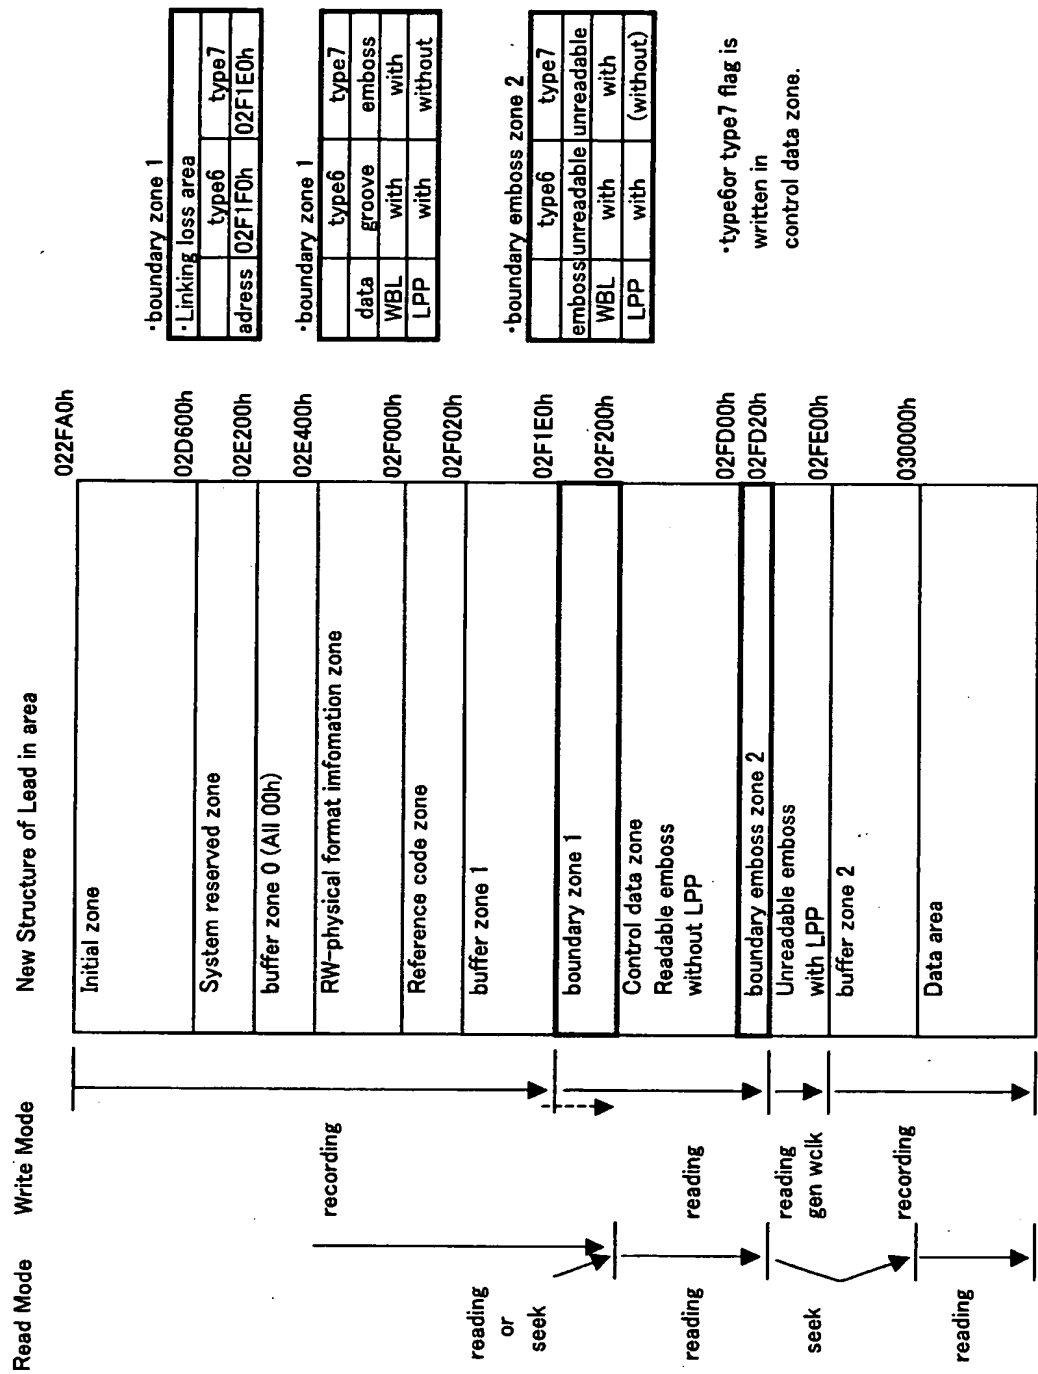 Read Mode
Write Mode
New Structure of Lead in area
022FA0h
Initial zone
02D600h
System reserved zone
02E200h
buffer zone 0 (All 00h)
02E400h
RW-physical format imfomation zone
02F000h
Reference code zone
02F020h
buffer zone 1
02F1E0h
boundary zone 1
02F200h
Control data zone
Readable emboss
without LPP
02FD00h
boundary emboss zone 2
02FD20h
Unreadable emboss
with LPP
02FE00h
buffer zone 2
030000h
Data area
recording
reading
reading
gen wclk
recording
reading
or
seek
reading
seek
reading
·boundary zone 1
·Linking loss area
type6 type7
adress 02F1F0h 02F1E0h
·boundary zone 1
type6 type7
data groove emboss
WBL with with
LPP with without
·boundary emboss zone 2
type6 type7
emboss unreadable unreadable
WBL with with
LPP with (without)
·type6or type7 flag is
written in
control data zone.